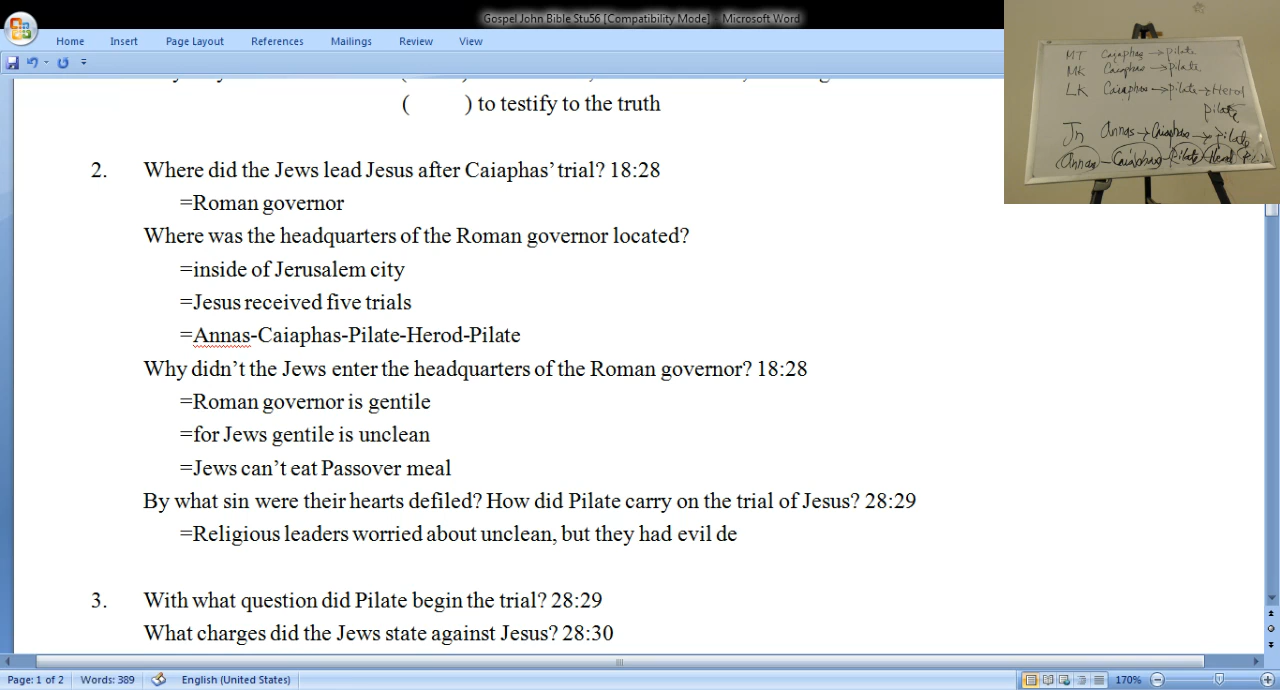 Gospel John Bible Stu56 [Compatibility Mode] - Microsoft Word
Home Insert Page Layout References Mailings Review View
( ) to testify to the truth
2. Where did the Jews lead Jesus after Caiaphas’ trial? 18:28
=Roman governor
Where was the headquarters of the Roman governor located?
=inside of Jerusalem city
=Jesus received five trials
=Annas-Caiaphas-Pilate-Herod-Pilate
Why didn’t the Jews enter the headquarters of the Roman governor? 18:28
=Roman governor is gentile
=for Jews gentile is unclean
=Jews can’t eat Passover meal
By what sin were their hearts defiled? How did Pilate carry on the trial of Jesus? 28:29
=Religious leaders worried about unclean, but they had evil de
3. With what question did Pilate begin the trial? 28:29
What charges did the Jews state against Jesus? 28:30
Page: 1 of 2 Words: 389 English (United States) 170%
MT Caiaphas → Pilate
MK Caiaphas → Pilate
LK Caiaphas → Pilate → Herod
Pilate
Jn Annas → Caiaphas → Pilate
Annas - Caiaphas - Pilate - Herod